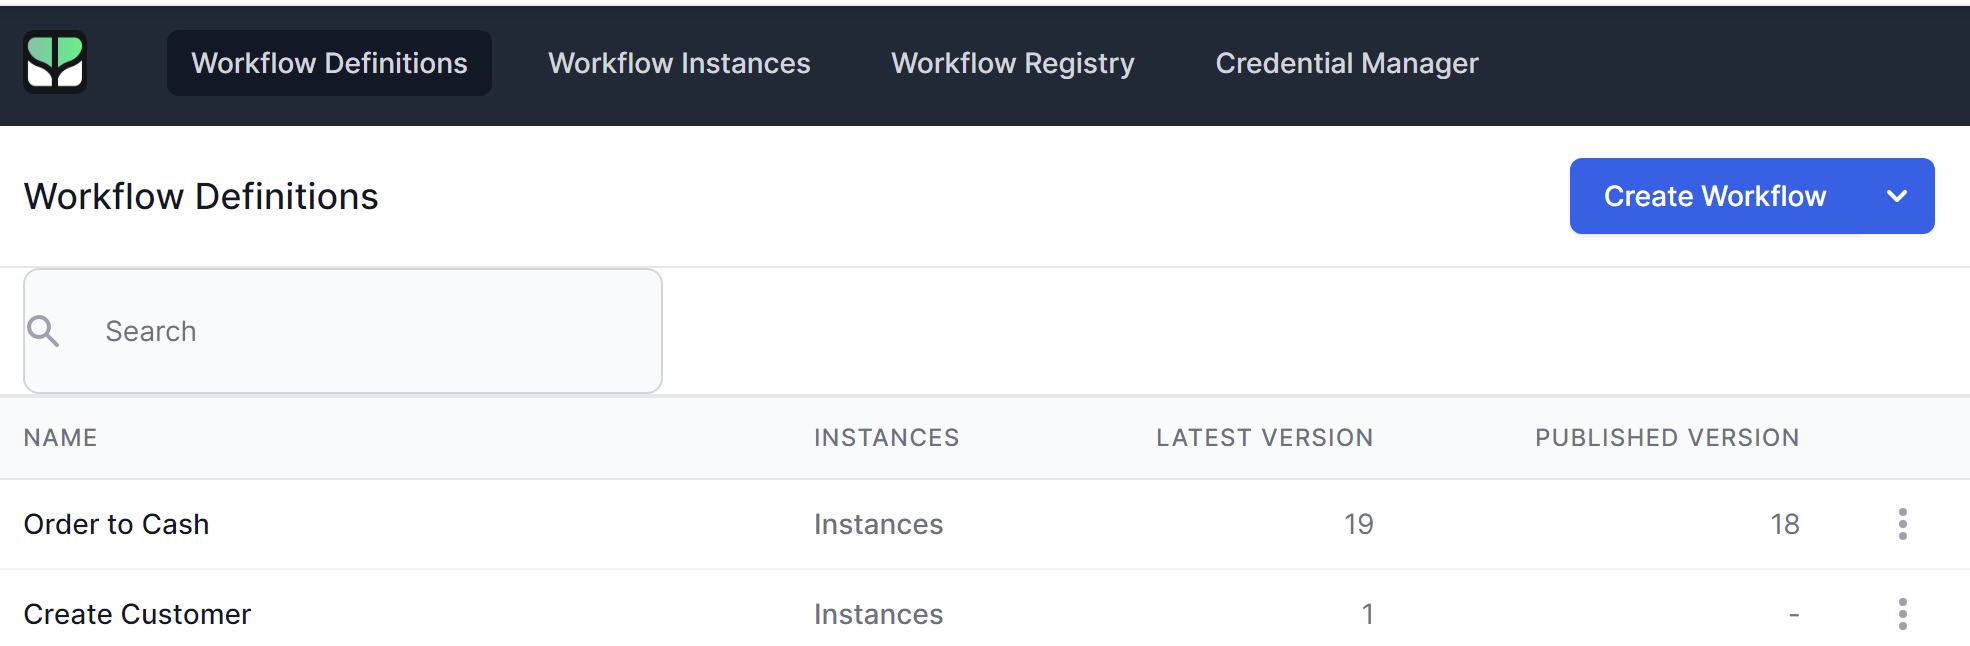 Workflow Definitions Workflow Instances Workflow Registry Credential Manager
Workflow Definitions Create Workflow
Search
NAME INSTANCES LATEST VERSION PUBLISHED VERSION
Order to Cash Instances 19 18
Create Customer Instances 1 -